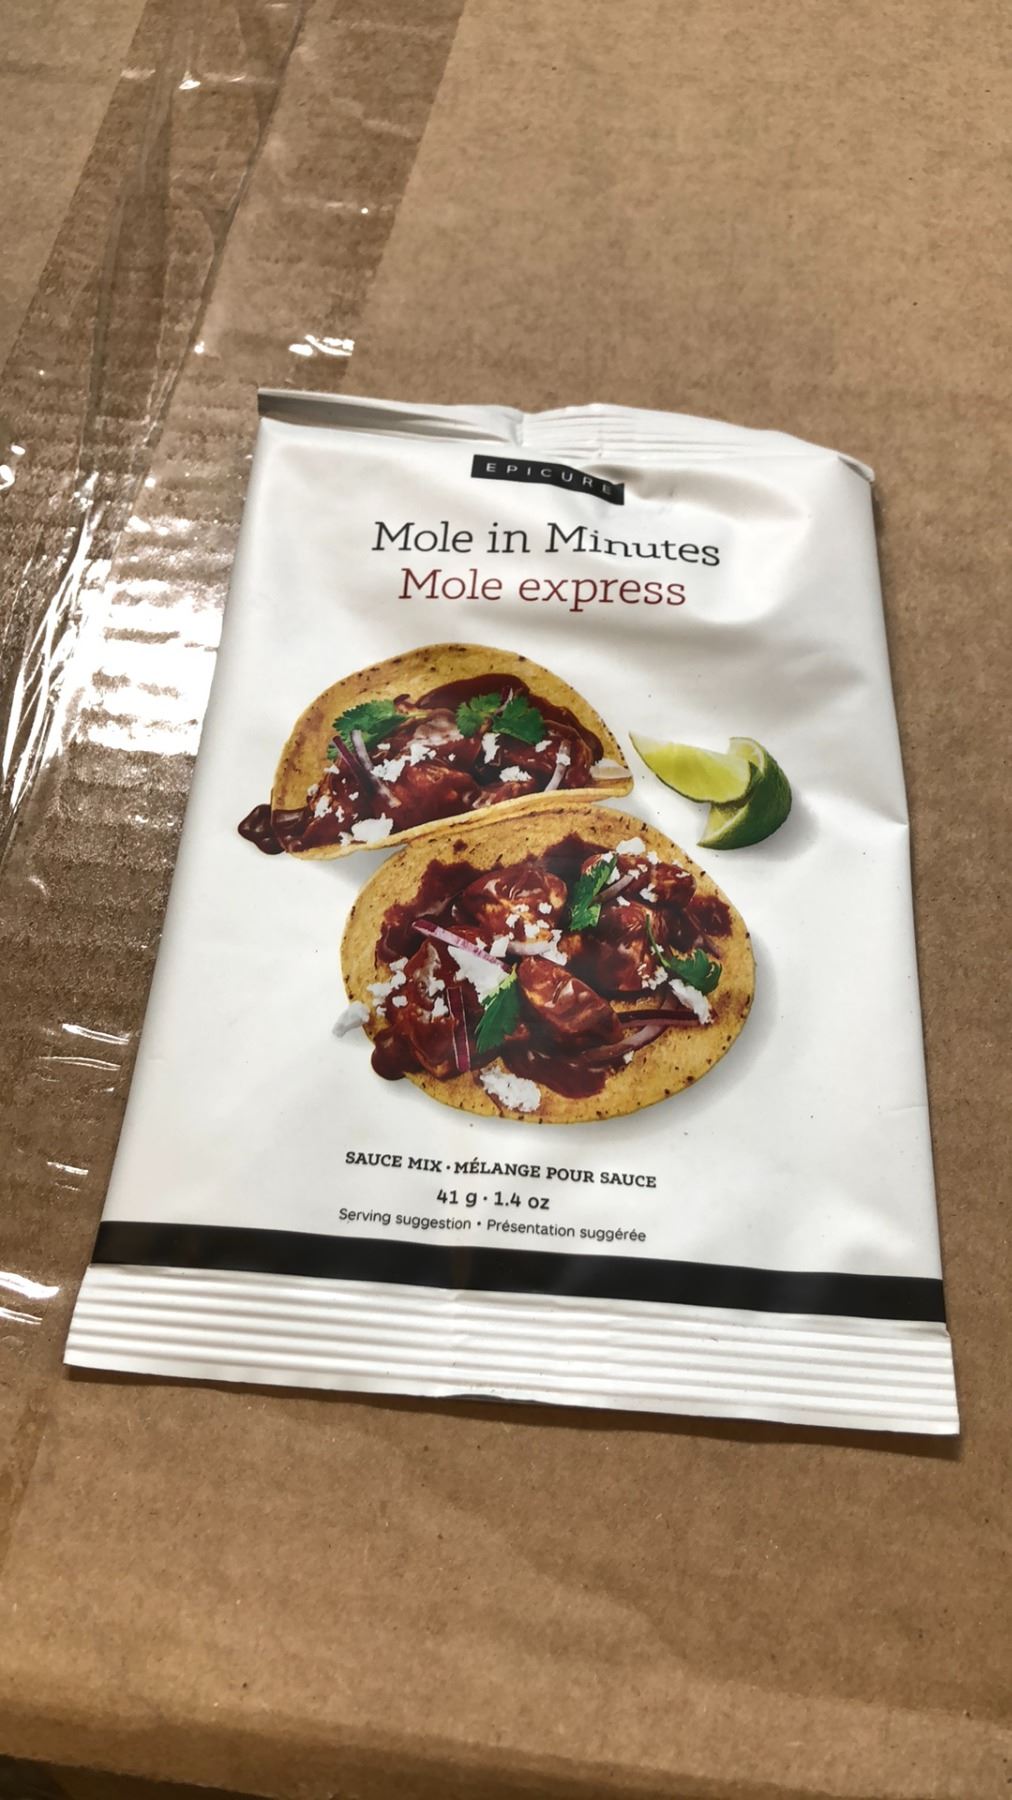 EPICURE
Mole in Minutes
Mole express
SAUCE MIX · MÉLANGE POUR SAUCE
41 g · 1.4 oz
Serving suggestion • Présentation suggérée